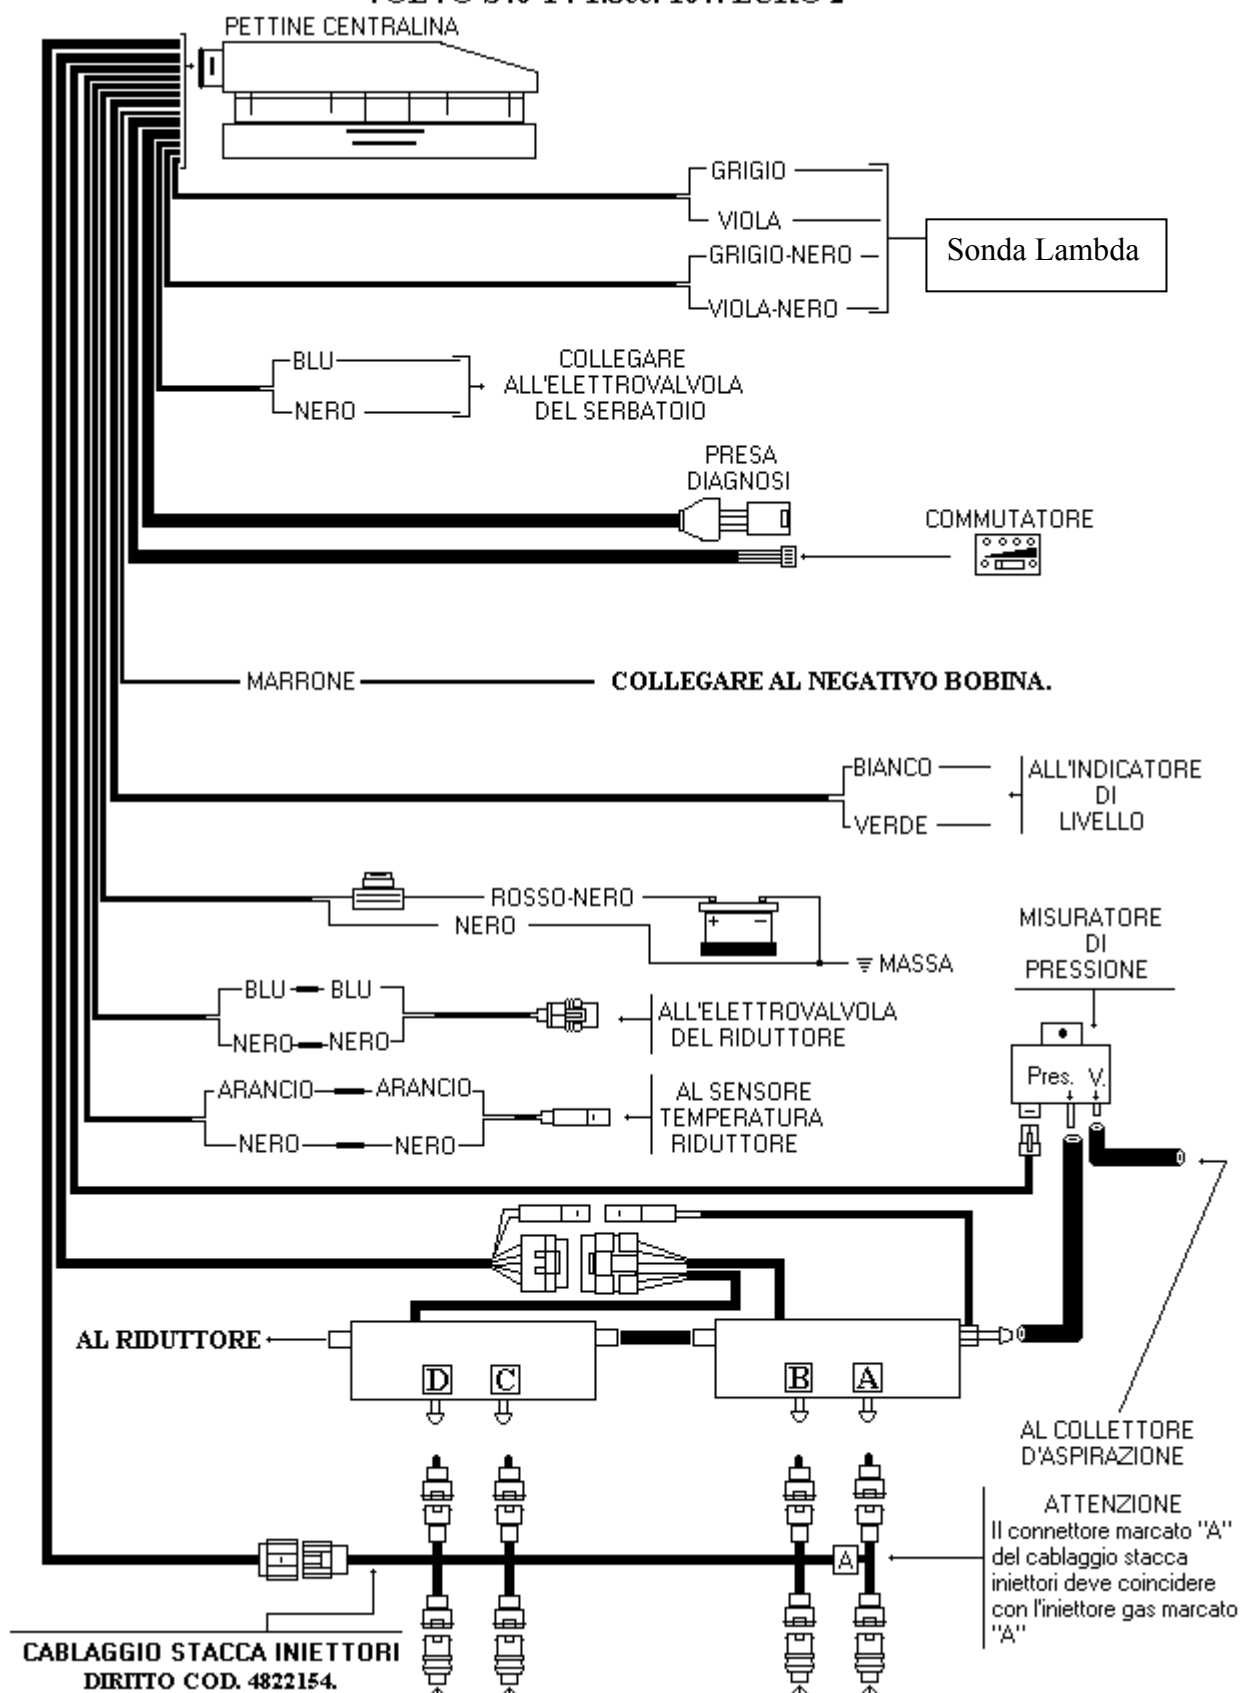 PETTINE CENTRALINA
GRIGIO
VIOLA
GRIGIO-NERO
VIOLA-NERO
Sonda Lambda
BLU
NERO
COLLEGARE
ALL'ELETTROVALVOLA
DEL SERBATOIO
PRESA
DIAGNOSI
COMMUTATORE
MARRONE
COLLEGARE AL NEGATIVO BOBINA.
BIANCO
VERDE
ALL'INDICATORE
DI
LIVELLO
ROSSO-NERO
NERO
+ −
MASSA
MISURATORE
DI
PRESSIONE
BLU BLU
NERO NERO
ALL'ELETTROVALVOLA
DEL RIDUTTORE
Pres. V.
ARANCIO ARANCIO
NERO NERO
AL SENSORE
TEMPERATURA
RIDUTTORE
AL RIDUTTORE
D C B A
AL COLLETTORE
D'ASPIRAZIONE
A
ATTENZIONE
Il connettore marcato "A"
del cablaggio stacca
iniettori deve coincidere
con l'iniettore gas marcato
"A"
CABLAGGIO STACCA INIETTORI
DIRITTO COD. 4822154.